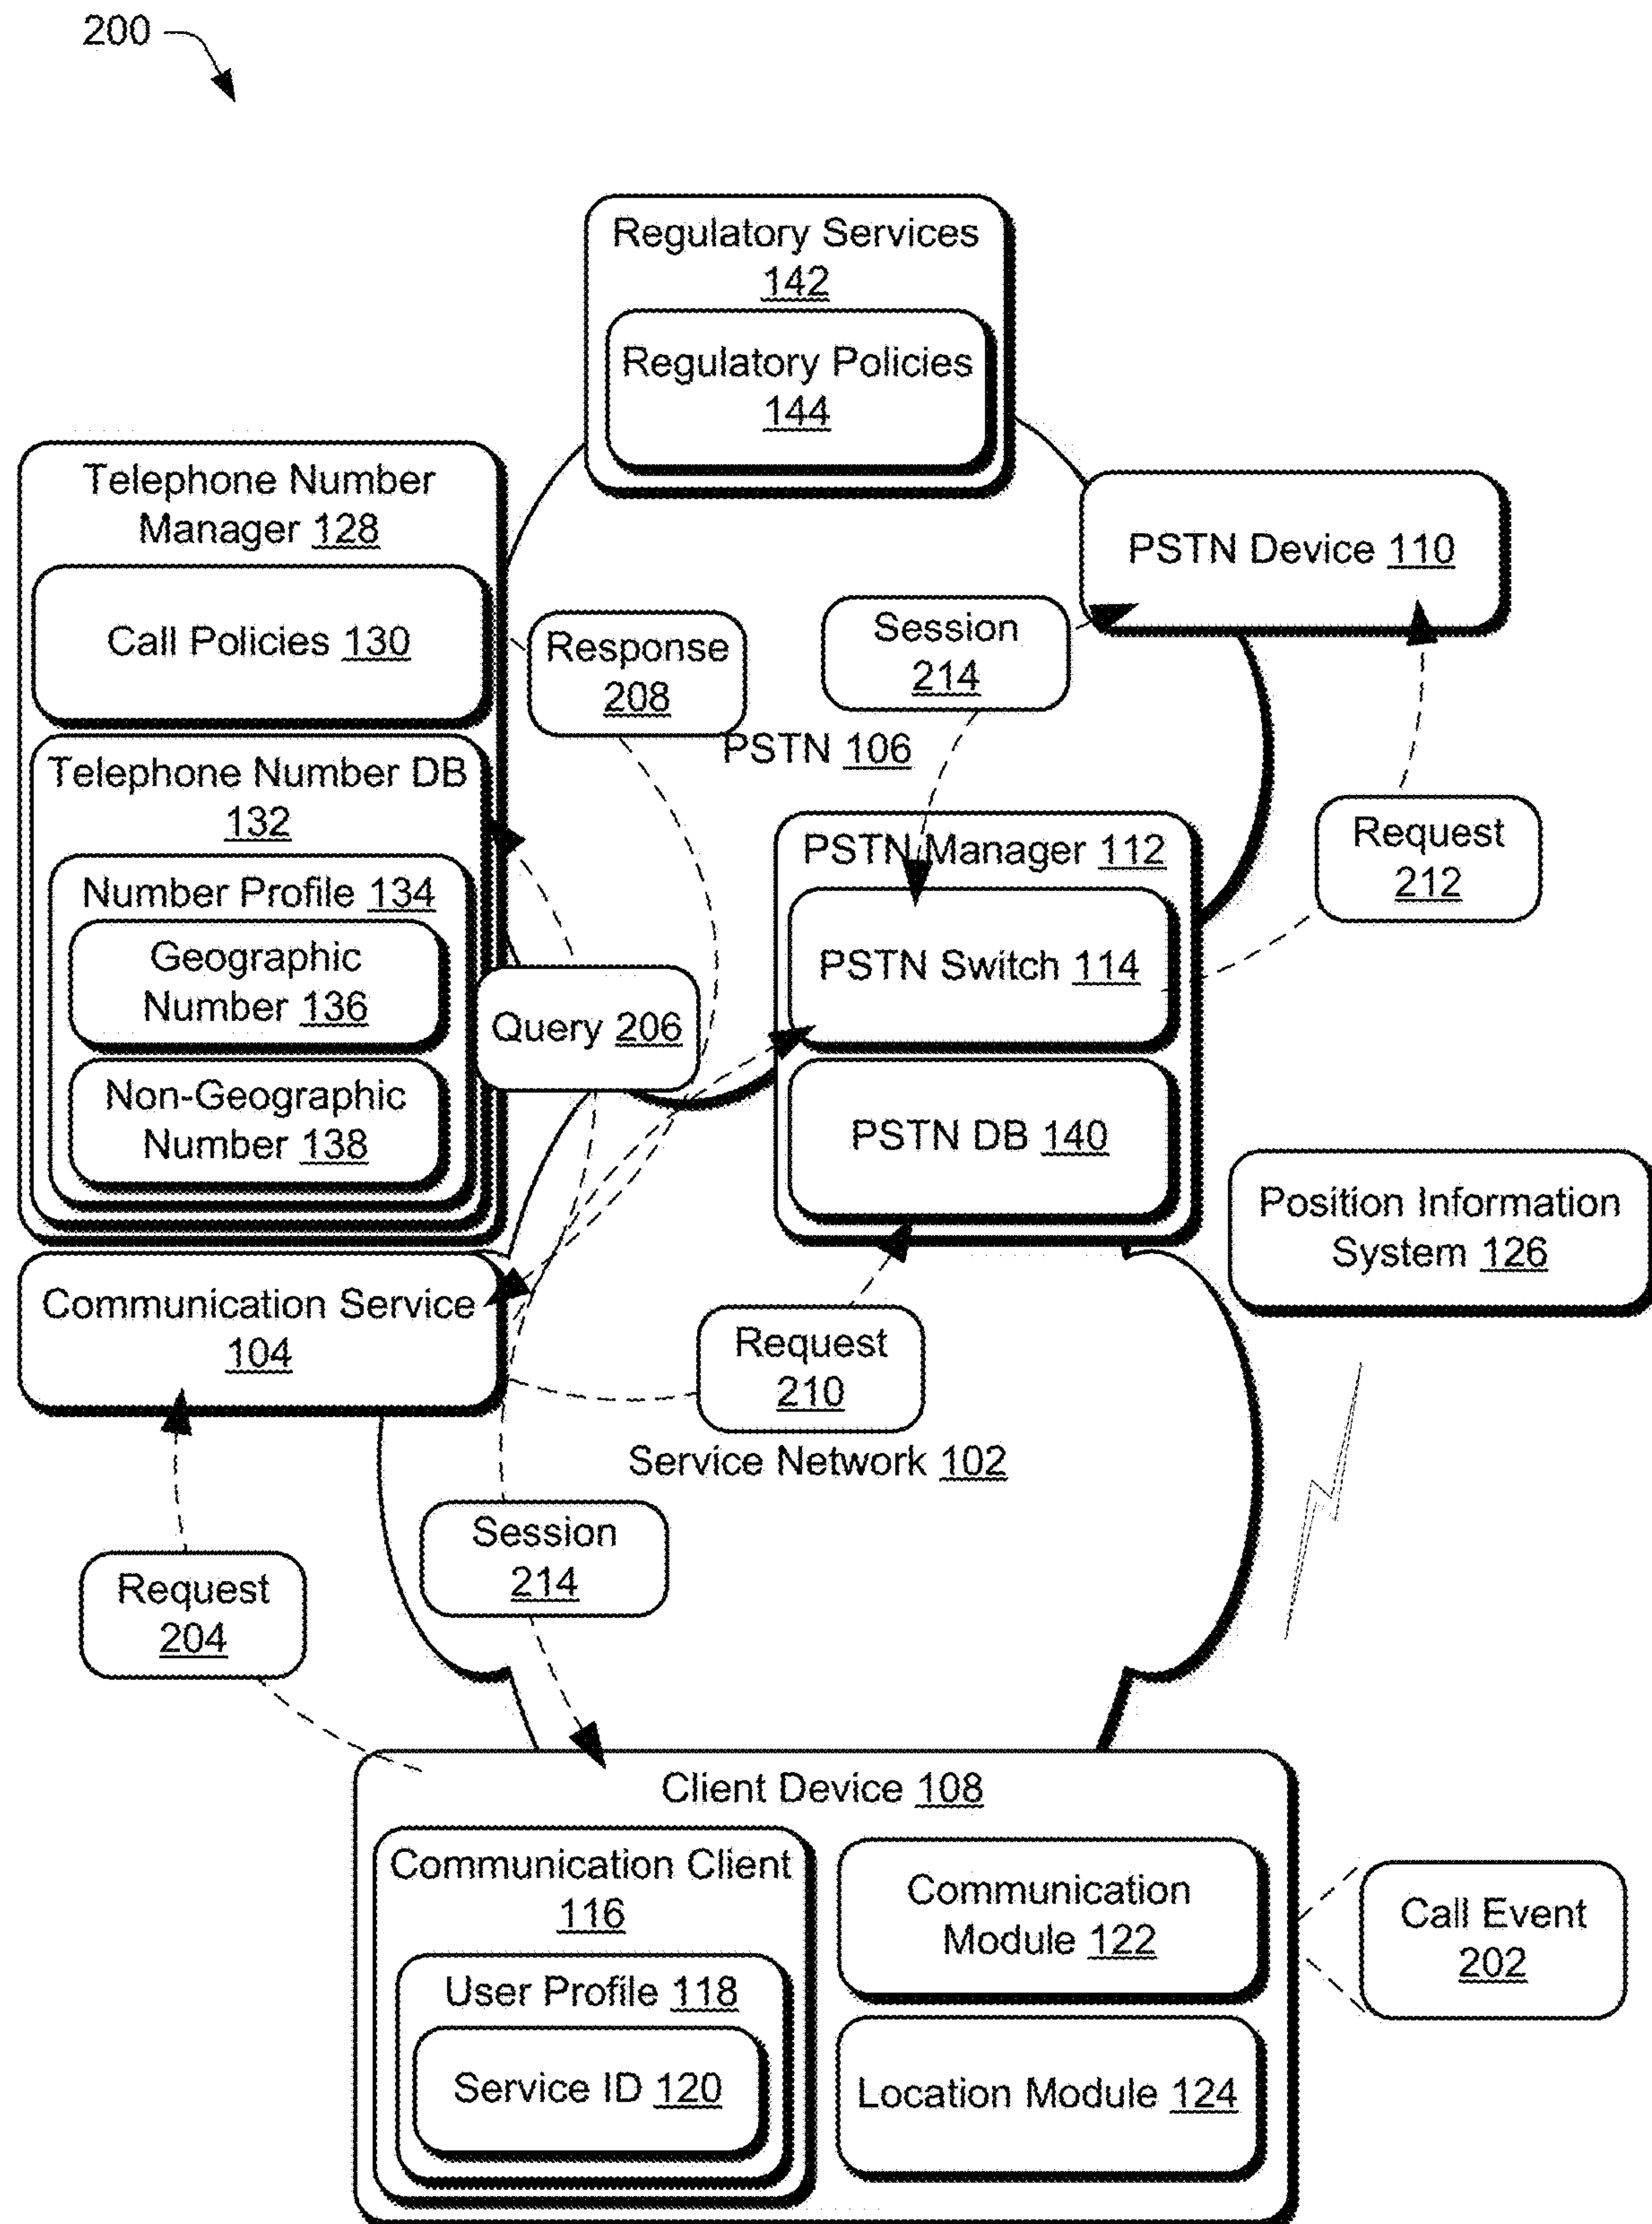 200
Regulatory Services
142
Regulatory Policies
144
Telephone Number
Manager 128
Call Policies 130
Telephone Number DB
132
Number Profile 134
Geographic
Number 136
Non-Geographic
Number 138
Response
208
Session
214
PSTN Device 110
PSTN 106
Request
212
PSTN Manager 112
PSTN Switch 114
PSTN DB 140
Query 206
Position Information
System 126
Communication Service
104
Request
210
Service Network 102
Request
204
Session
214
Client Device 108
Communication Client
116
User Profile 118
Service ID 120
Communication
Module 122
Location Module 124
Call Event
202